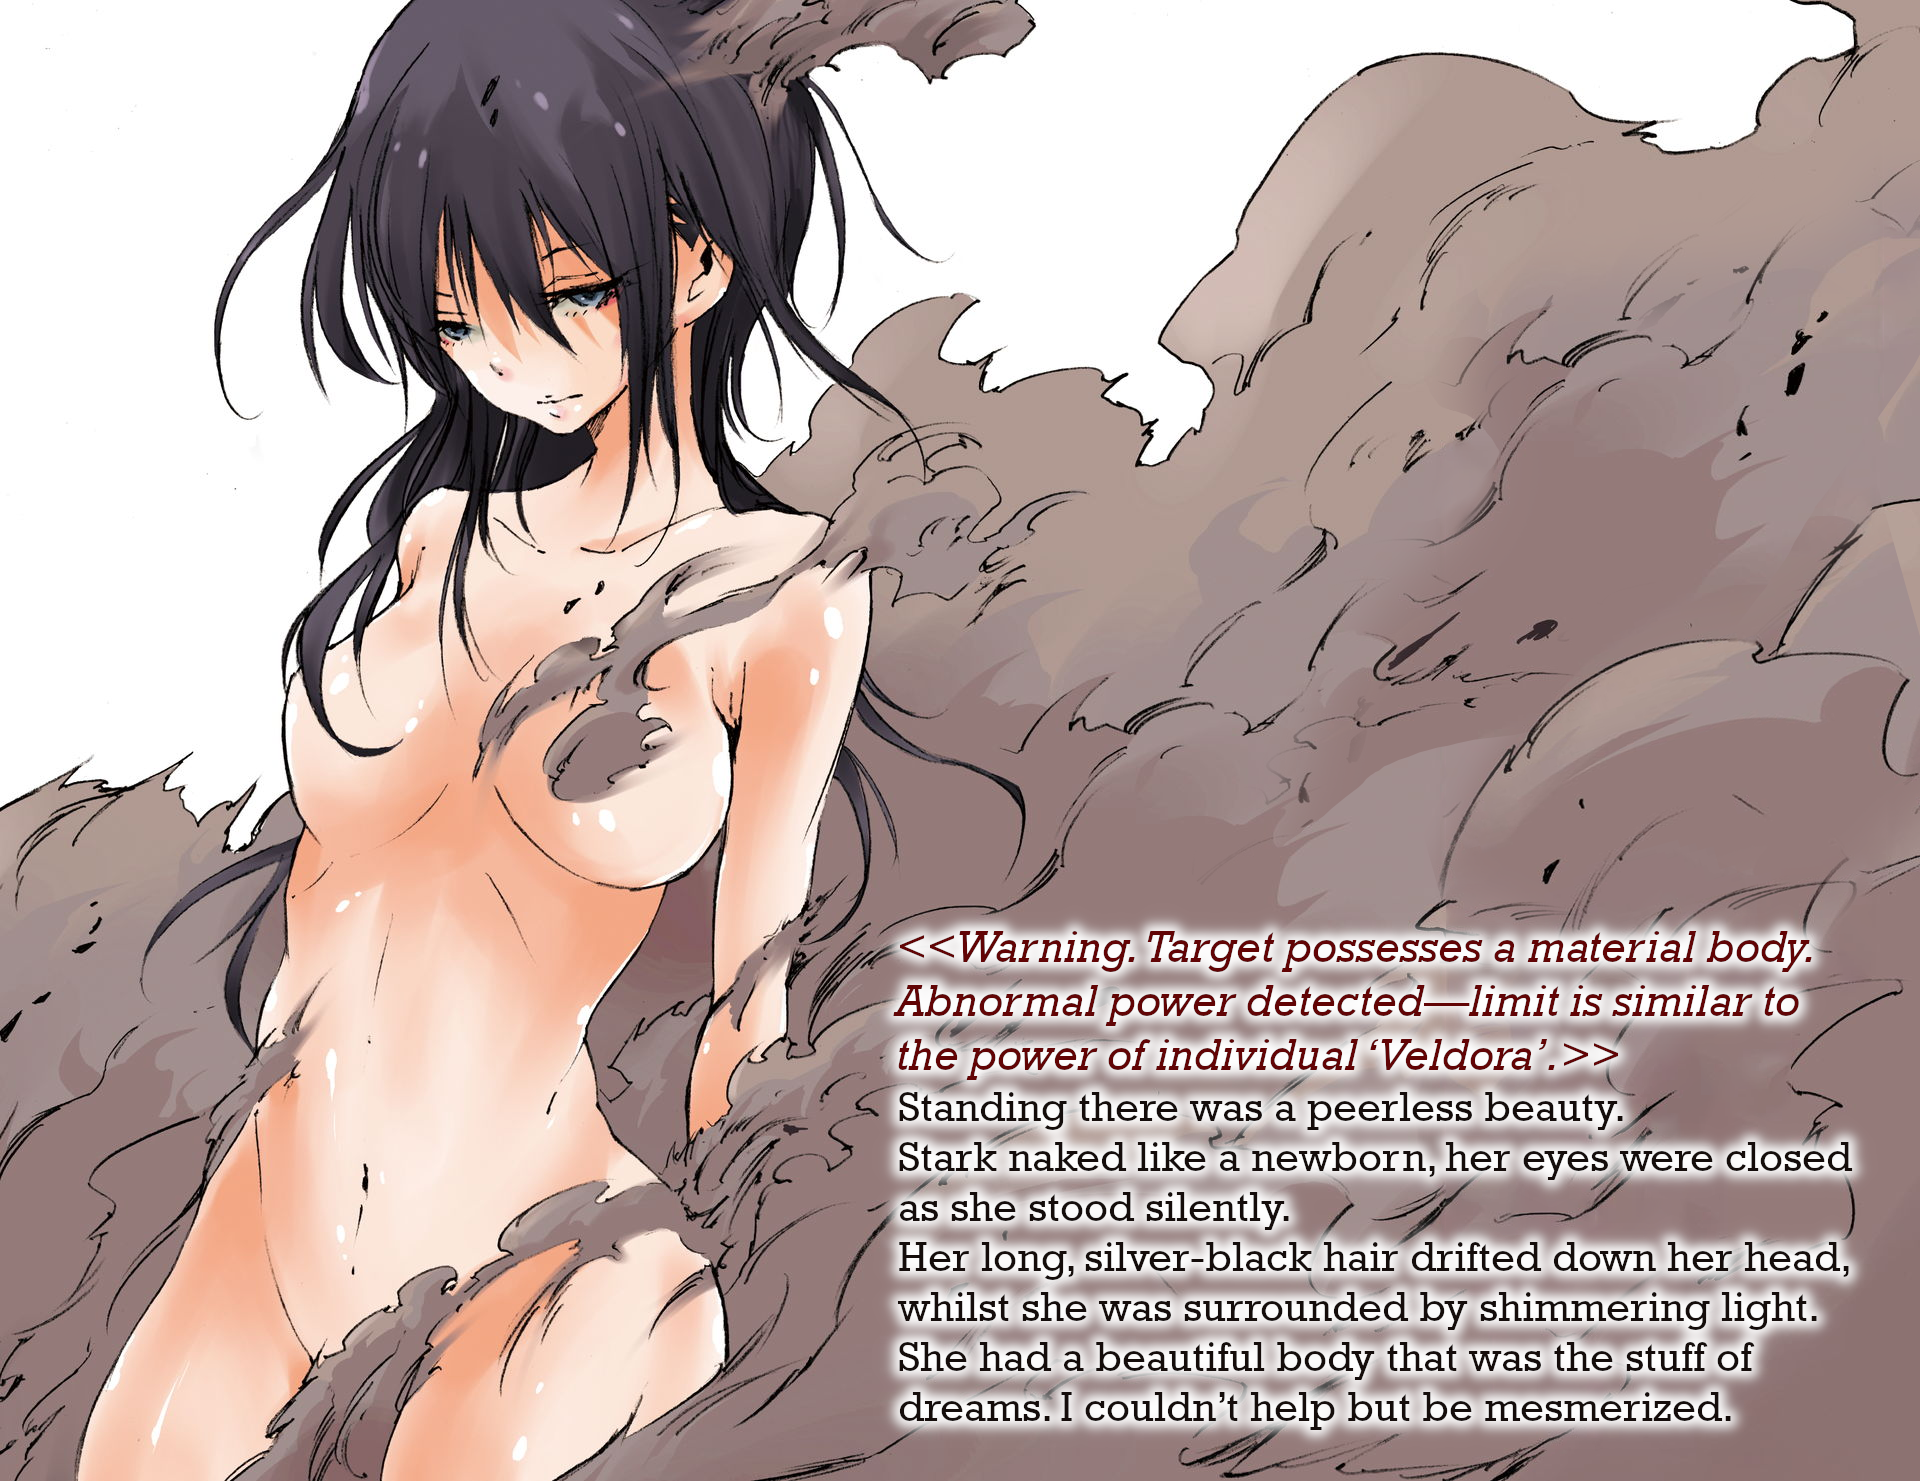 <<Warning. Target possesses a material body.
Abnormal power detected—limit is similar to
the power of individual ‘Veldora’.>>
Standing there was a peerless beauty.
Stark naked like a newborn, her eyes were closed
as she stood silently.
Her long, silver-black hair drifted down her head,
whilst she was surrounded by shimmering light.
She had a beautiful body that was the stuff of
dreams. I couldn’t help but be mesmerized.